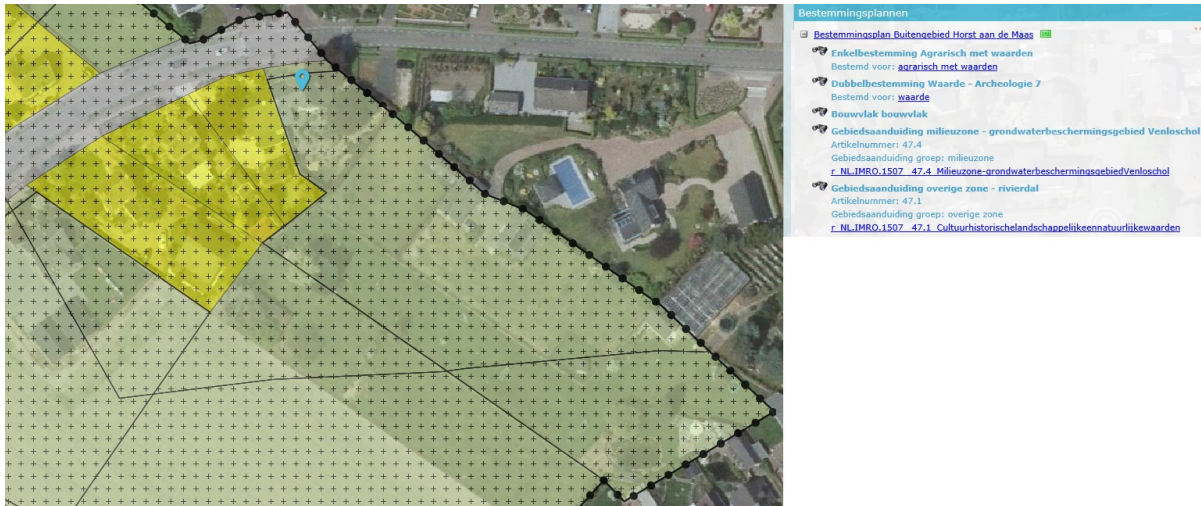 Bestemmingsplannen
Bestemmingsplan Buitengebied Horst aan de Maas
Enkelbestemming Agrarisch met waarden
Bestemd voor: agrarisch met waarden
Dubbelbestemming Waarde - Archeologie 7
Bestemd voor: waarde
Bouwvlak bouwvlak
Gebiedsaanduiding milieuzone - grondwaterbeschermingsgebied Venloschol
Artikelnummer: 47.4
Gebiedsaanduiding groep: milieuzone
r_NL.IMRO.1507__47.4_Milieuzone-grondwaterbeschermingsgebiedVenloschol
Gebiedsaanduiding overige zone - rivierdal
Artikelnummer: 47.1
Gebiedsaanduiding groep: overige zone
r_NL.IMRO.1507__47.1_Cultuurhistorischelandschappelijkeennatuurlijkewaarden